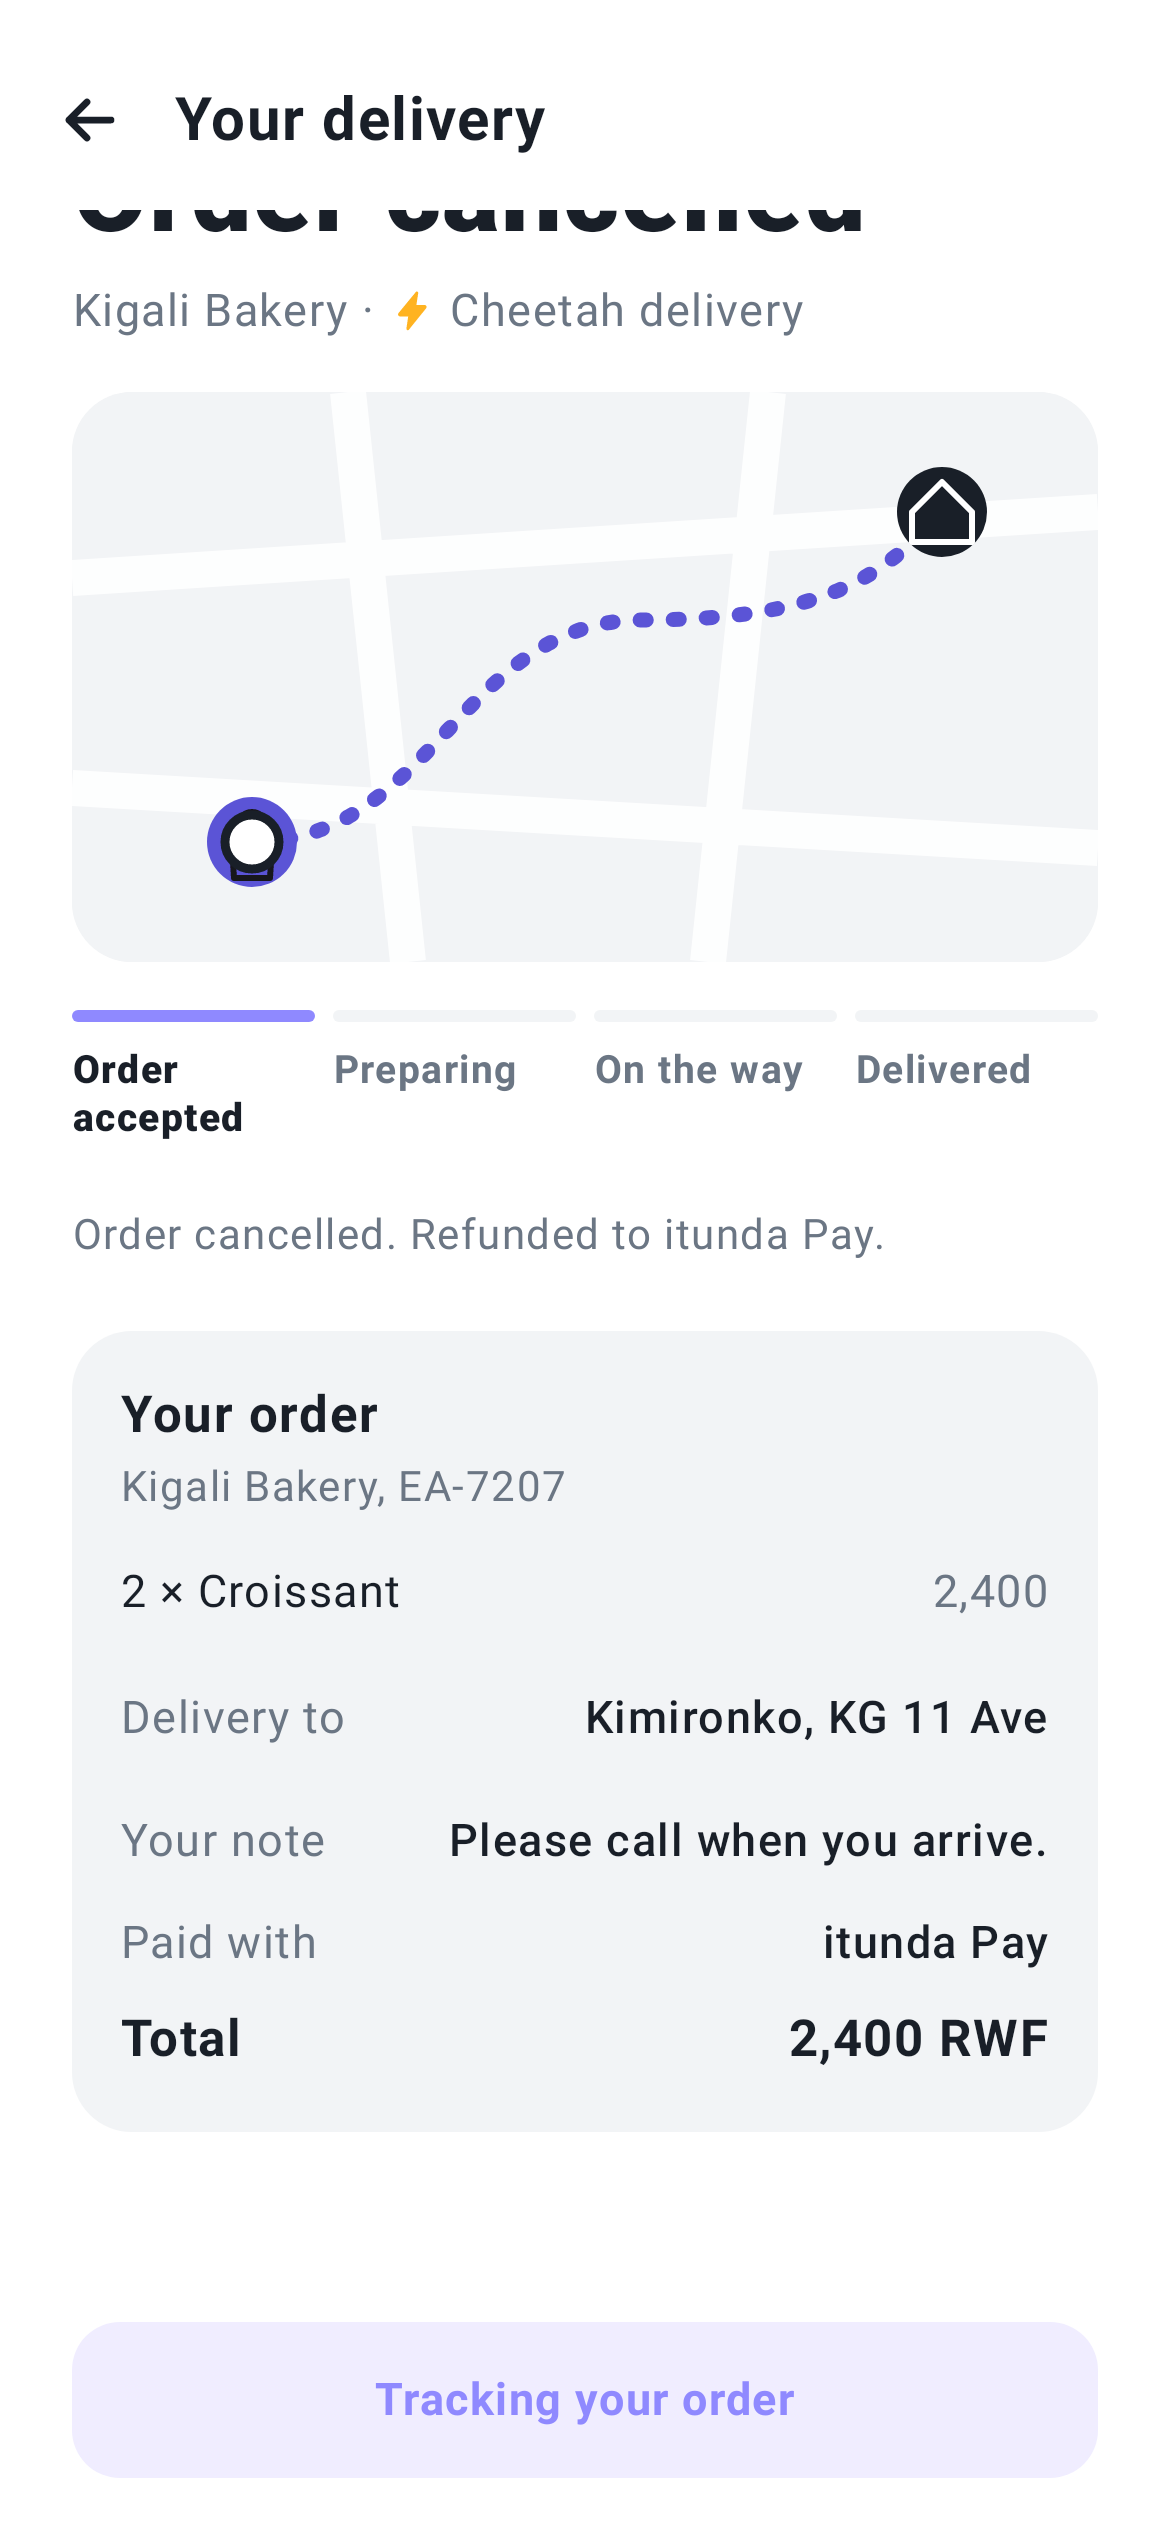 Your delivery
Order cancelled
Kigali Bakery · Cheetah delivery
Order accepted
Preparing
On the way
Delivered
Order cancelled. Refunded to itunda Pay.
Your order
Kigali Bakery, EA-7207
2 × Croissant 2,400
Delivery to Kimironko, KG 11 Ave
Your note Please call when you arrive.
Paid with itunda Pay
Total 2,400 RWF
Tracking your order